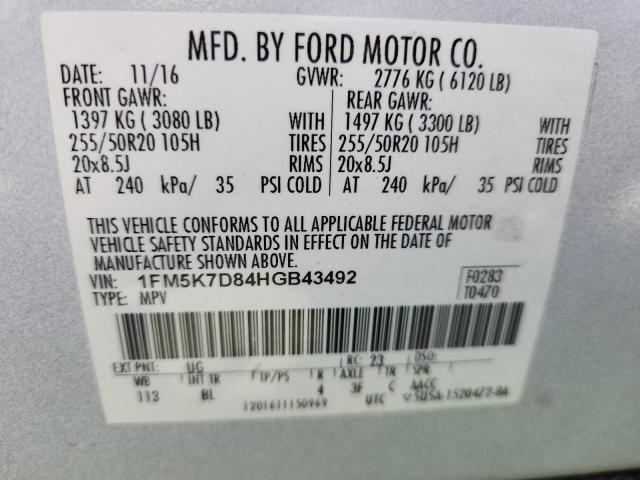 MFD. BY FORD MOTOR CO.
DATE: 11/16 GVWR: 2776 KG ( 6120 LB)
FRONT GAWR: REAR GAWR:
1397 KG ( 3080 LB) WITH 1497 KG ( 3300 LB) WITH
255/50R20 105H TIRES 255/50R20 105H TIRES
20x8.5J RIMS 20x8.5J RIMS
AT 240 kPa/ 35 PSI COLD AT 240 kPa/ 35 PSI COLD
THIS VEHICLE CONFORMS TO ALL APPLICABLE FEDERAL MOTOR
VEHICLE SAFETY STANDARDS IN EFFECT ON THE DATE OF
MANUFACTURE SHOWN ABOVE.
VIN: 1FM5K7D84HGB43492 F0283
TYPE: MPV T0470
EXT PNT: UG RC: 23 DSO:
WB INT TR TP/PS R AXLE TR SPR
113 BL 4 3F C AACC
1201611150969 UTC